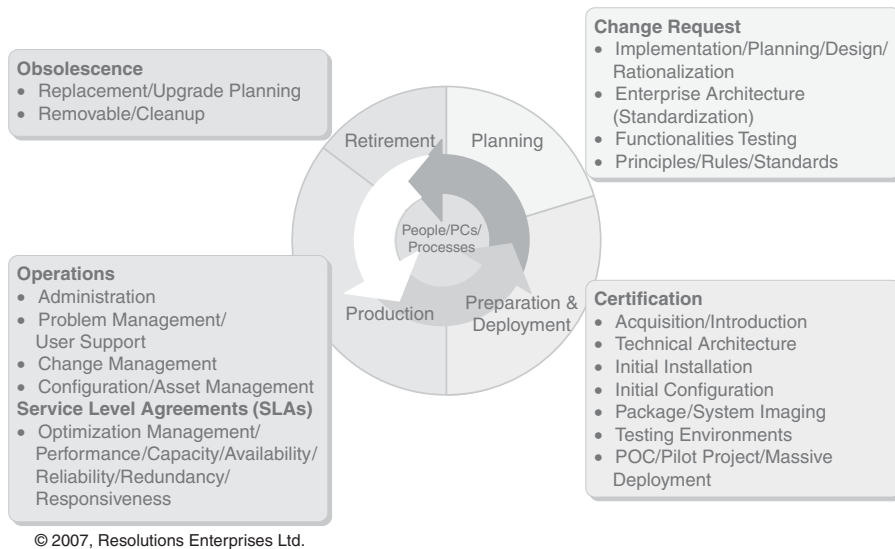 Obsolescence
• Replacement/Upgrade Planning
• Removable/Cleanup
Change Request
• Implementation/Planning/Design/
Rationalization
• Enterprise Architecture
(Standardization)
• Functionalities Testing
• Principles/Rules/Standards
Retirement
Planning
People/PCs/
Processes
Production
Preparation &
Deployment
Operations
• Administration
• Problem Management/
User Support
• Change Management
• Configuration/Asset Management
Service Level Agreements (SLAs)
• Optimization Management/
Performance/Capacity/Availability/
Reliability/Redundancy/
Responsiveness
Certification
• Acquisition/Introduction
• Technical Architecture
• Initial Installation
• Initial Configuration
• Package/System Imaging
• Testing Environments
• POC/Pilot Project/Massive
Deployment
© 2007, Resolutions Enterprises Ltd.